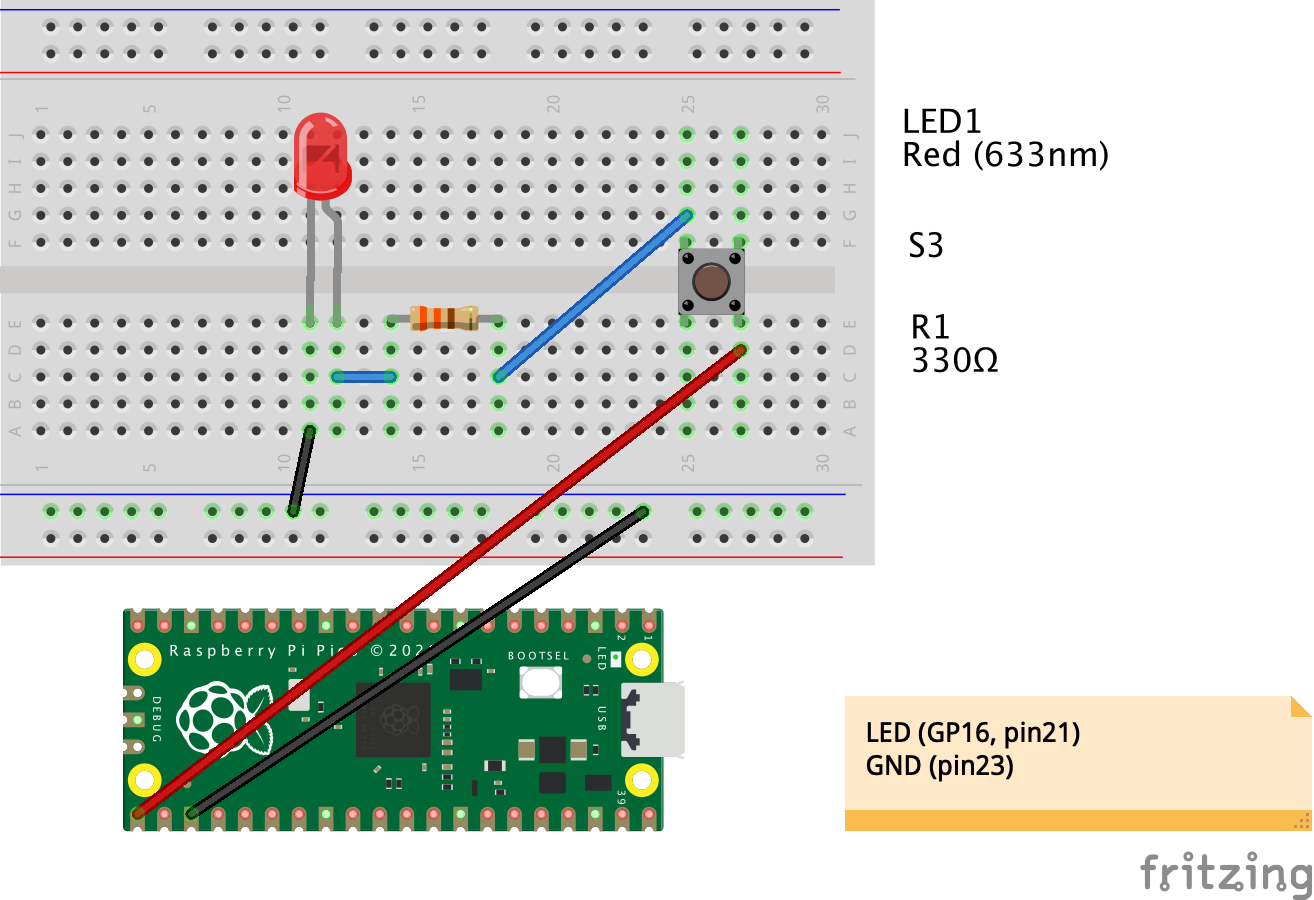 1 5 10 15 20 25 30
J J
I I
H H
G G
F F
E E
D D
C C
B B
A A
1 5 10 15 20 25 30
LED1
Red (633nm)
S3
R1
330Ω
2 1
Raspberry Pi Pico ©202
BOOTSEL
LED
DEBUG
USB
39
LED (GP16, pin21)
GND (pin23)
fritzing